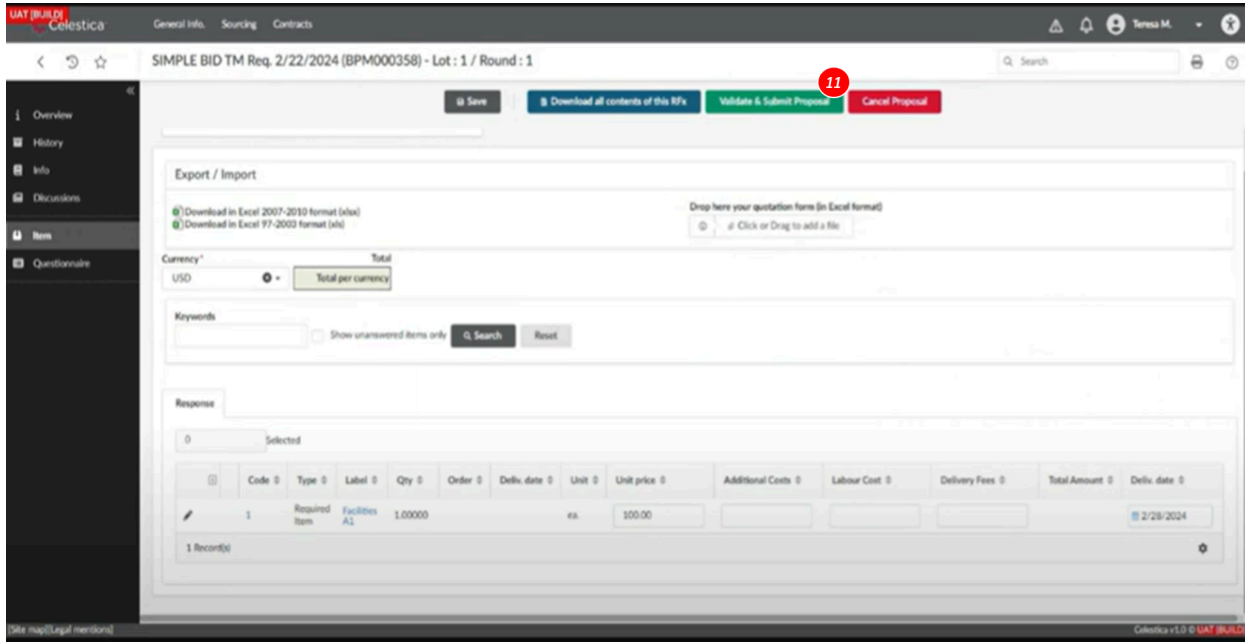 UAT [BUILD]
Celestica General Info. Sourcing Contracts Teresa M.
SIMPLE BID TM Req. 2/22/2024 (BPM000358) - Lot : 1 / Round : 1 Search
11
Save Download all contents of this RFx Validate & Submit Proposal Cancel Proposal
Overview
History
Info
Discussions
Item
Questionnaire
Export / Import
Download in Excel 2007-2010 format (xlsx)
Download in Excel 97-2003 format (xls)
Drop here your quotation form (in Excel format)
Click or Drag to add a file
Currency* Total
USD Total per currency
Keywords
Show unanswered items only Search Reset
Response
0 Selected
Code Type Label Qty Order Deliv. date Unit Unit price Additional Costs Labour Cost Delivery Fees Total Amount Deliv. date
1 Required Item Facilities A1 1.00000 ea. 100.00 2/28/2024
1 Record(s)
[Site map][Legal mentions] Celestica v1.0 © UAT [BUILD]